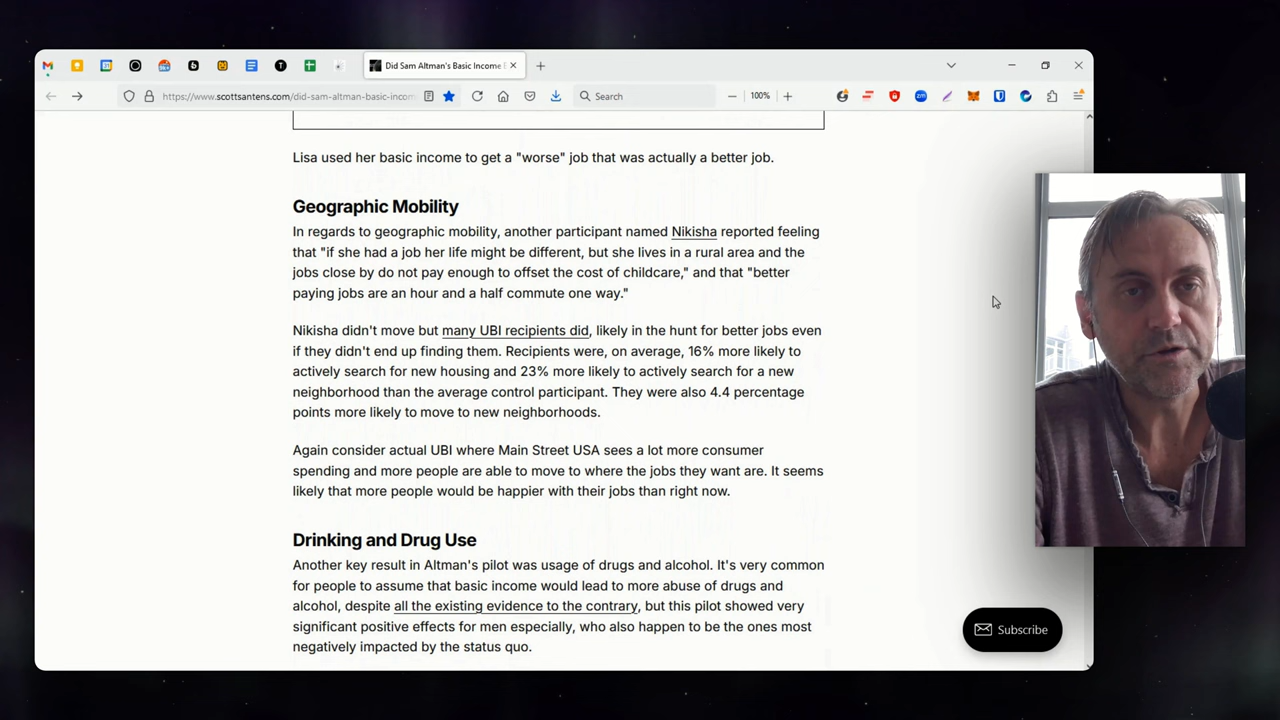 Did Sam Altman's Basic Income E
https://www.scottsantens.com/did-sam-altman-basic-incom
Search
100%
Lisa used her basic income to get a "worse" job that was actually a better job.
Geographic Mobility
In regards to geographic mobility, another participant named Nikisha reported feeling
that "if she had a job her life might be different, but she lives in a rural area and the
jobs close by do not pay enough to offset the cost of childcare," and that "better
paying jobs are an hour and a half commute one way."
Nikisha didn't move but many UBI recipients did, likely in the hunt for better jobs even
if they didn't end up finding them. Recipients were, on average, 16% more likely to
actively search for new housing and 23% more likely to actively search for a new
neighborhood than the average control participant. They were also 4.4 percentage
points more likely to move to new neighborhoods.
Again consider actual UBI where Main Street USA sees a lot more consumer
spending and more people are able to move to where the jobs they want are. It seems
likely that more people would be happier with their jobs than right now.
Drinking and Drug Use
Another key result in Altman's pilot was usage of drugs and alcohol. It's very common
for people to assume that basic income would lead to more abuse of drugs and
alcohol, despite all the existing evidence to the contrary, but this pilot showed very
significant positive effects for men especially, who also happen to be the ones most
negatively impacted by the status quo.
Subscribe